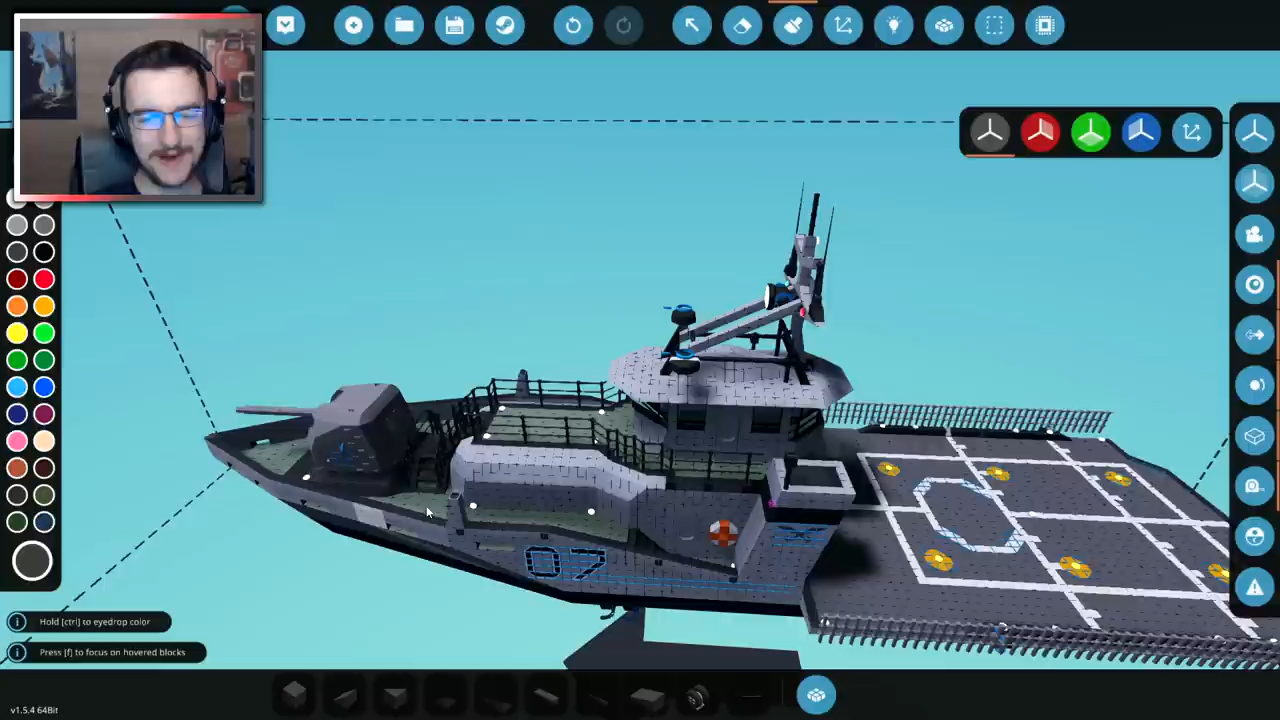 07
Hold [ctrl] to eyedrop color
Press [f] to focus on hovered blocks
v1.5.4 64Bit